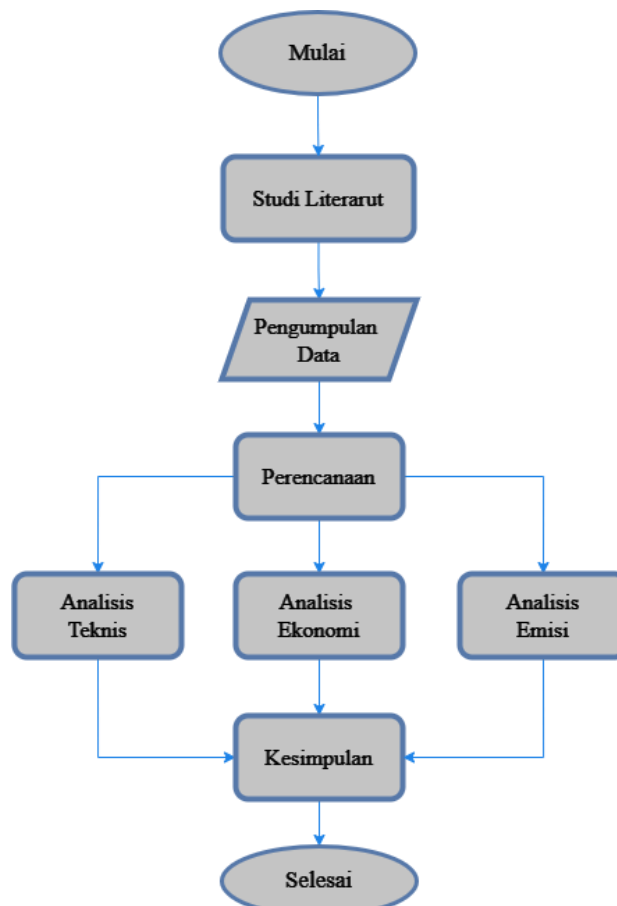 Mulai
Studi Literarut
Pengumpulan
Data
Perencanaan
Analisis
Teknis
Analisis
Ekonomi
Analisis
Emisi
Kesimpulan
Selesai